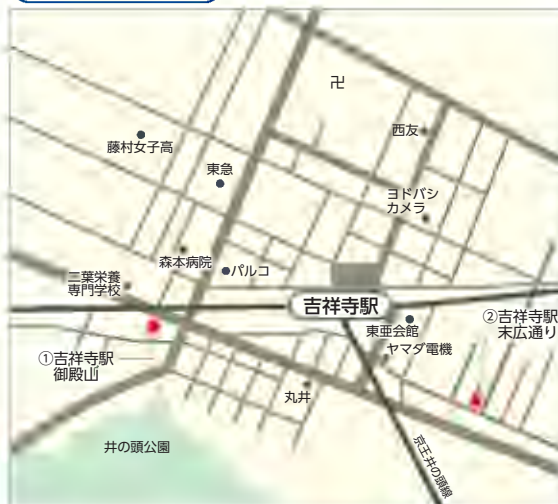 卍
西友
藤村女子高
東急
ヨドバシ
カメラ
森本病院
パルコ
二葉栄養
専門学校
吉祥寺駅
東亜会館
ヤマダ電機
②吉祥寺駅
末広通り
①吉祥寺駅
御殿山
丸井
井の頭公園
京王井の頭線